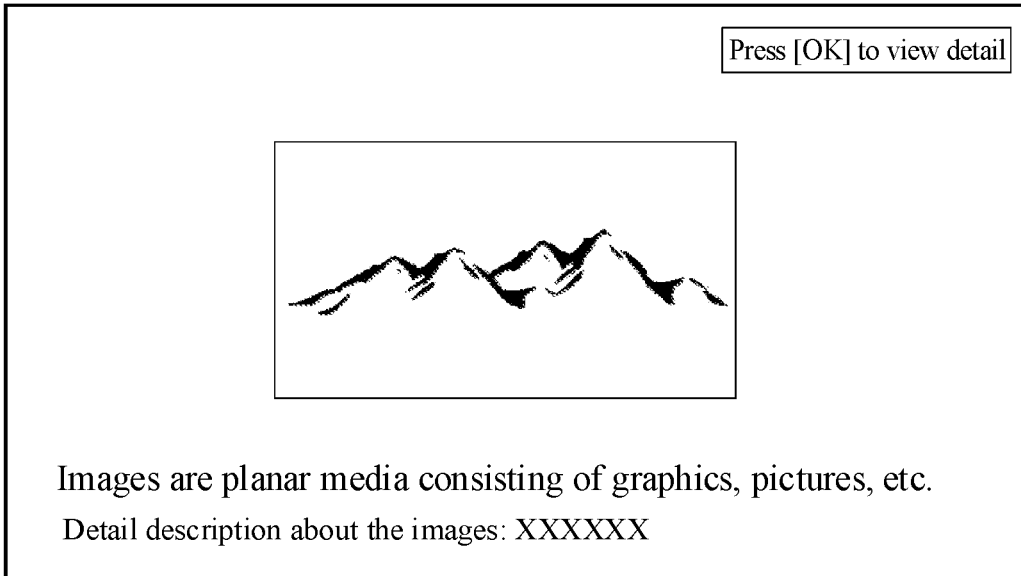 Press [OK] to view detail
Images are planar media consisting of graphics, pictures, etc.
Detail description about the images: XXXXXX